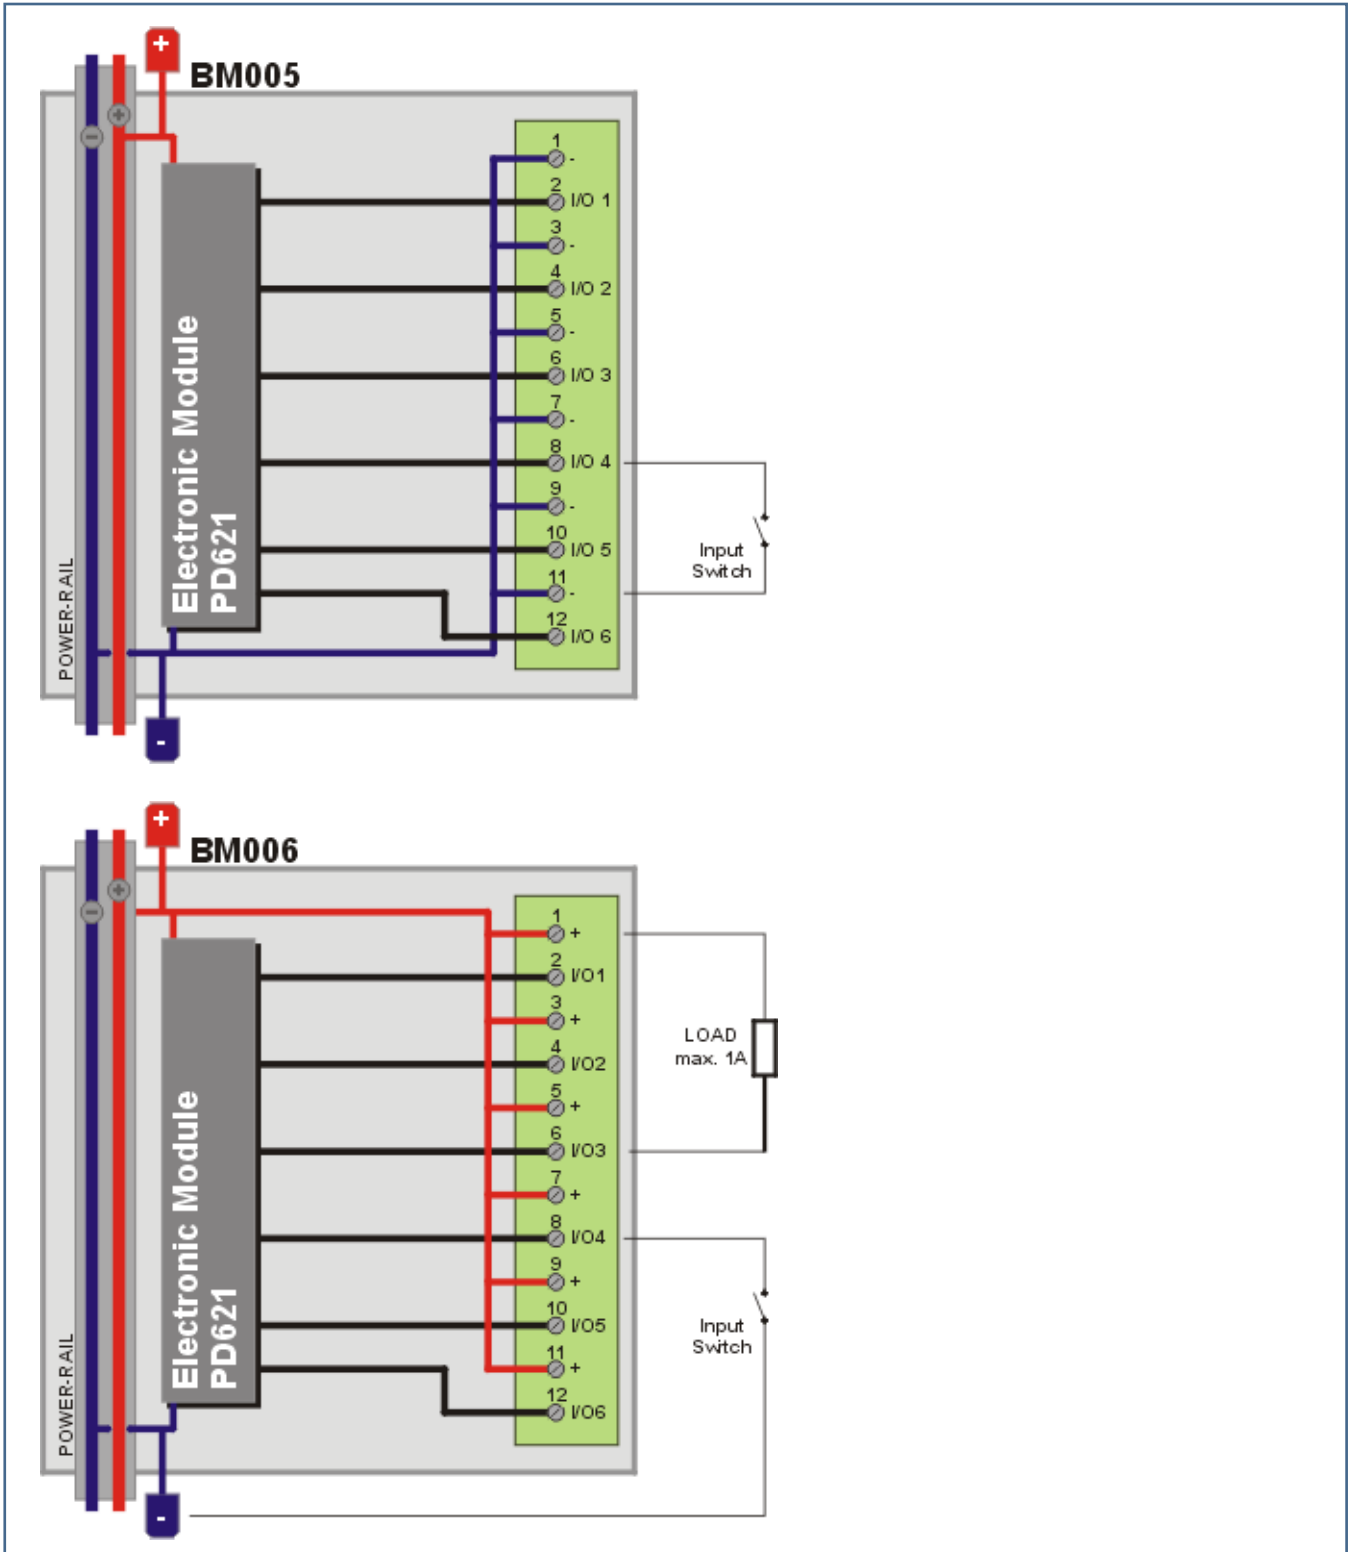 +
BM005
1
-
2
I/O 1
3
-
4
I/O 2
5
-
6
I/O 3
7
-
8
I/O 4
9
-
10
I/O 5
11
-
12
I/O 6
Electronic Module
PD621
POWER-RAIL
Input
Switch
-
+
BM006
1
+
2
I/O1
3
+
4
I/O2
5
+
6
I/O3
7
+
8
I/O4
9
+
10
I/O5
11
+
12
I/O6
Electronic Module
PD621
POWER-RAIL
LOAD
max. 1A
Input
Switch
-